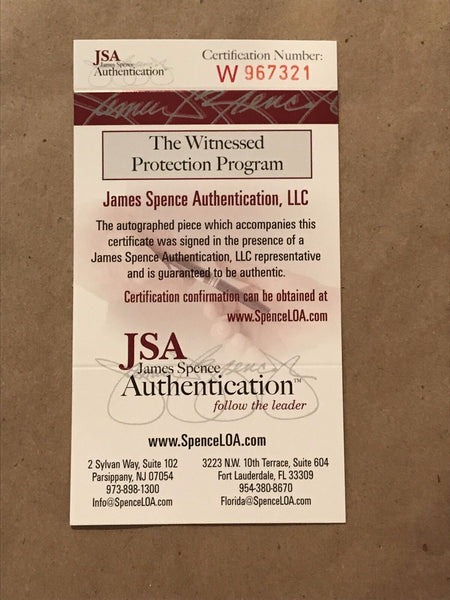 JSA
James Spence
Authentication™
Certification Number:
W 967321
The Witnessed
Protection Program
James Spence Authentication, LLC
The autographed piece which accompanies this
certificate was signed in the presence of a
James Spence Authentication, LLC representative
and is guaranteed to be authentic.
Certification confirmation can be obtained at
www.SpenceLOA.com
JSA
James Spence
Authentication™
follow the leader
www.SpenceLOA.com
2 Sylvan Way, Suite 102
Parsippany, NJ 07054
973-898-1300
Info@SpenceLOA.com
3223 N.W. 10th Terrace, Suite 604
Fort Lauderdale, FL 33309
954-380-8670
Florida@SpenceLOA.com